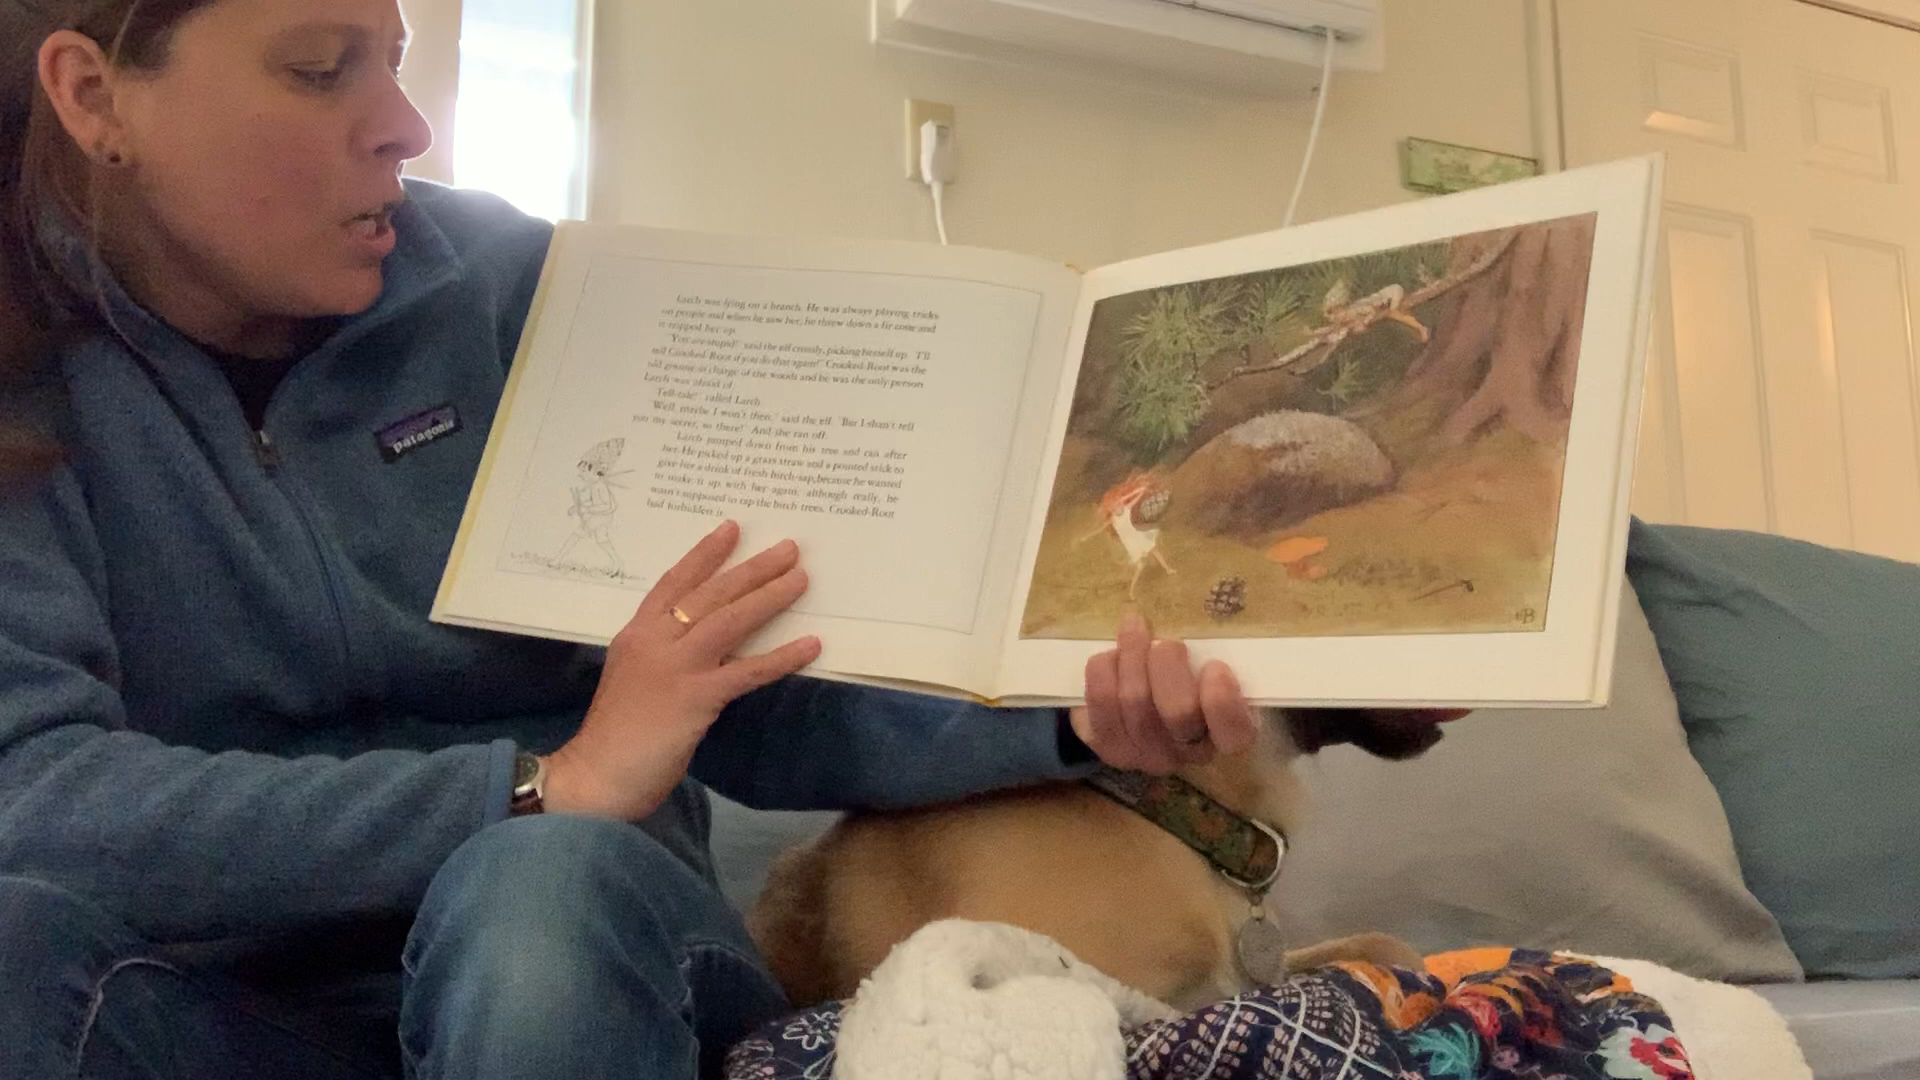 patagonia
Larch was lying on a branch. He was always playing tricks
on people and when he saw her, he threw down a fir cone and
it tripped her up.
"You are stupid!" said the elf crossly, picking herself up. "I'll
tell Crooked-Root if you do that again!" Crooked-Root was the
old gnome in charge of the woods and he was the only person
Larch was afraid of.
"Tell-tale!" called Larch.
"Well, maybe I won't then," said the elf. "But I shan't tell
you my secret, so there!" And she ran off.
Larch jumped down from his tree and ran after
her. He picked up a grass straw and a pointed stick to
give her a drink of fresh birch-sap, because he wanted
to make it up with her again, although really, he
wasn't supposed to tap the birch trees. Crooked-Root
had forbidden it.
EB